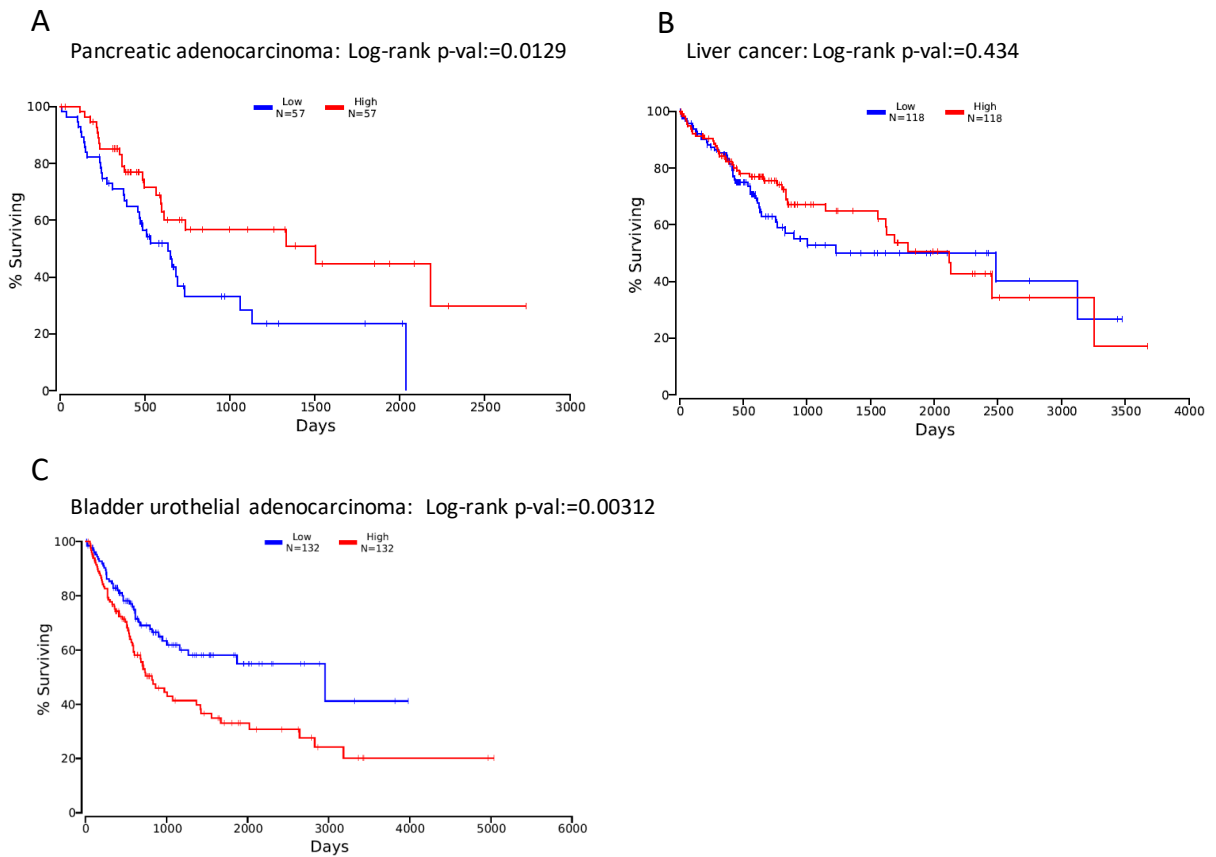 A
Pancreatic adenocarcinoma: Log-rank p-val:=0.0129
Low High
N=57 N=57
100
80
60
40
20
0
% Surviving
0 500 1000 1500 2000 2500 3000
Days
B
Liver cancer: Log-rank p-val:=0.434
Low High
N=118 N=118
100
80
60
40
20
0
% Surviving
0 500 1000 1500 2000 2500 3000 3500 4000
Days
C
Bladder urothelial adenocarcinoma: Log-rank p-val:=0.00312
Low High
N=132 N=132
100
80
60
40
20
0
% Surviving
0 1000 2000 3000 4000 5000 6000
Days